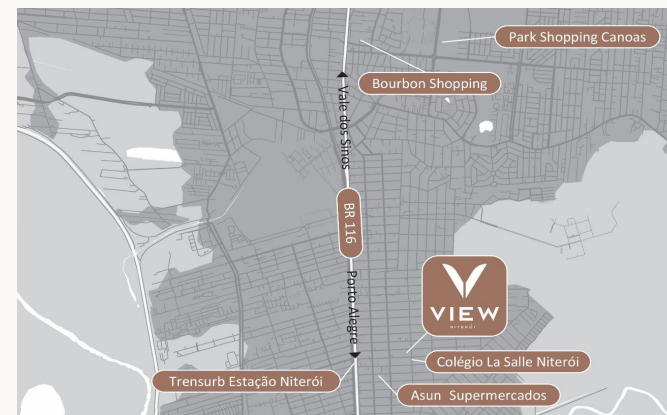 Park Shopping Canoas
Bourbon Shopping
Vale dos Sinos
BR 116
Porto Alegre
VIEW
NITERÓI
Colégio La Salle Niterói
Trensurb Estação Niterói
Asun Supermercados